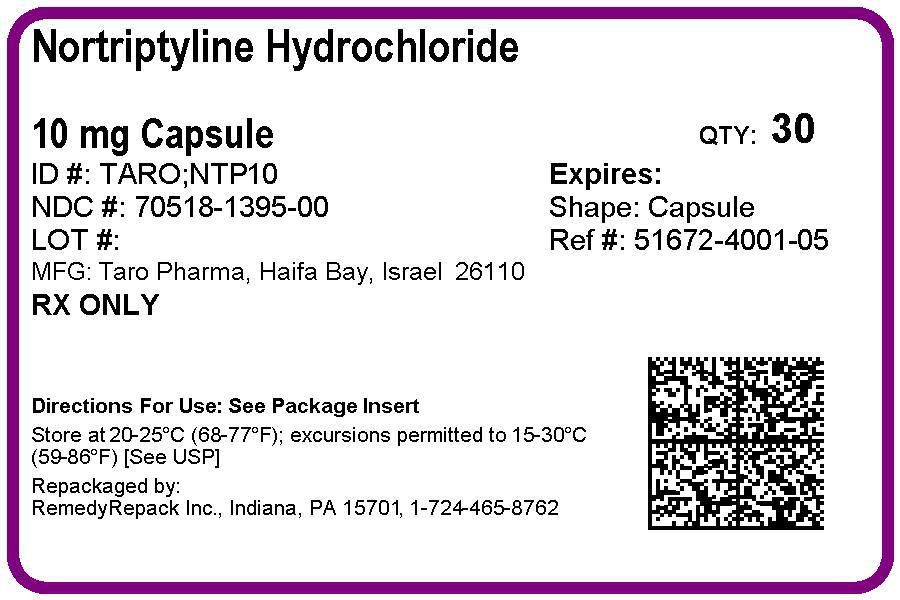 Nortriptyline Hydrochloride
10 mg Capsule
QTY: 30
ID #: TARO;NTP10
Expires:
NDC #: 70518-1395-00
Shape: Capsule
LOT #:
Ref #: 51672-4001-05
MFG: Taro Pharma, Haifa Bay, Israel  26110
RX ONLY
Directions For Use: See Package Insert
Store at 20-25°C (68-77°F); excursions permitted to 15-30°C
(59-86°F) [See USP]
Repackaged by:
RemedyRepack Inc., Indiana, PA 15701, 1-724-465-8762